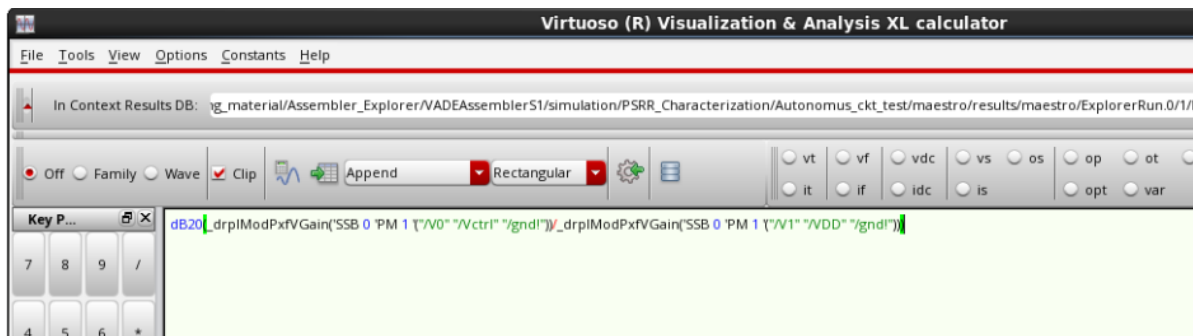 Virtuoso (R) Visualization & Analysis XL calculator
File Tools View Options Constants Help
In Context Results DB: ng_material/Assembler_Explorer/VADEAssemblerS1/simulation/PSRR_Characterization/Autonomus_ckt_test/maestro/results/maestro/ExplorerRun.0/1/
Off Family Wave Clip Append Rectangular
vt vf vdc vs os op ot
it if idc is opt var
Key P...
dB20(_drplModPxfVGain('SSB 0 'PM 1 '("/V0" "/Vctrl" "/gnd!"))/_drplModPxfVGain('SSB 0 'PM 1 '("/V1" "/VDD" "/gnd!")))
7 8 9 /
4 5 6 *